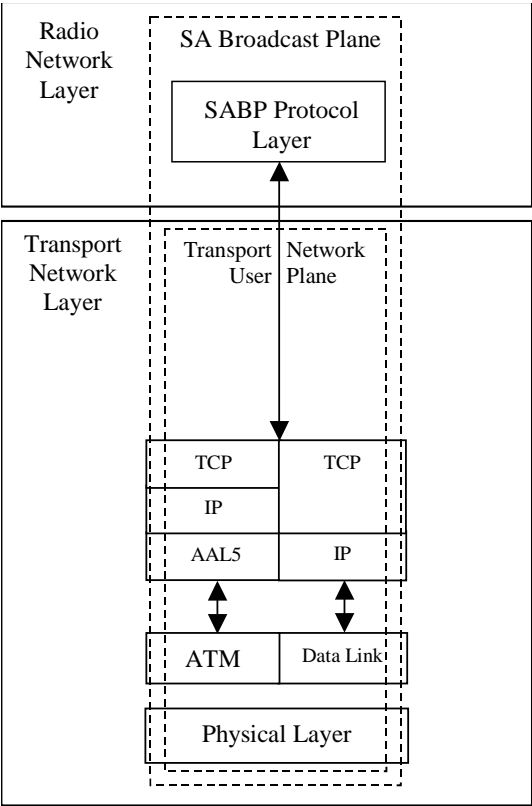 Radio
Network
Layer
SA Broadcast Plane
SABP Protocol
Layer
Transport
Network
Layer
Transport Network
User Plane
TCP
TCP
IP
AAL5
IP
ATM
Data Link
Physical Layer